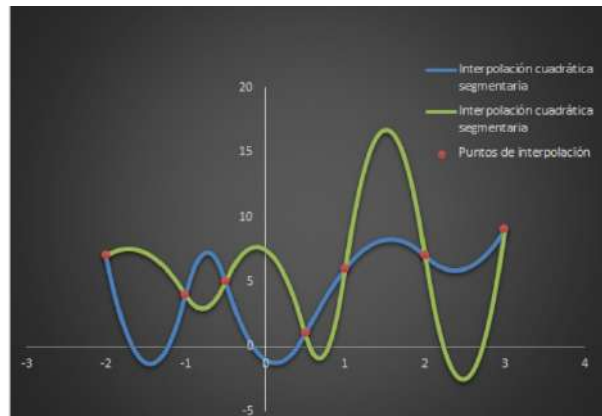 Interpolación cuadrática
segmentaria
Interpolación cuadrática
segmentaria
Puntos de interpolación
20
15
10
5
0
-5
-3
-2
-1
0
1
2
3
4